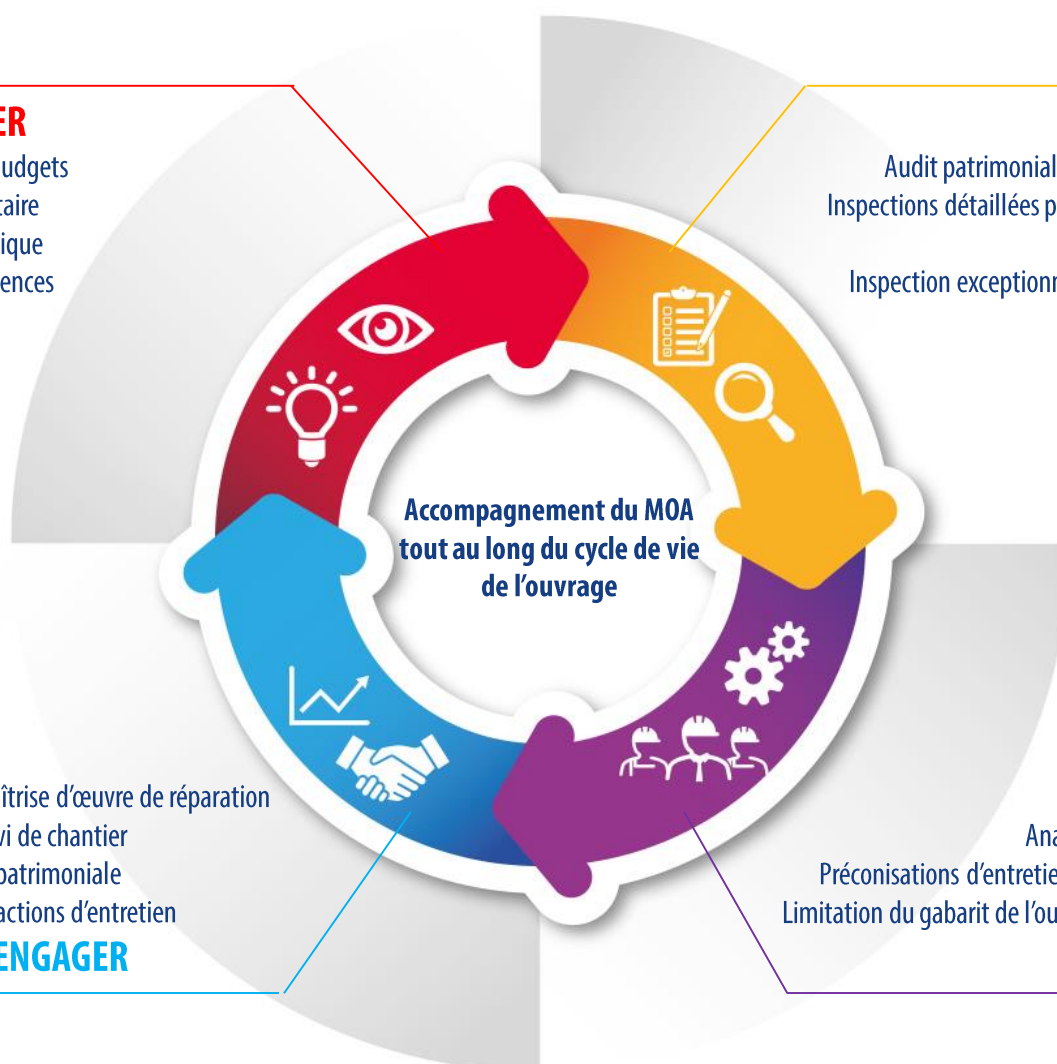 ER
udgets
taire
ique
ences
Audit patrimonial
Inspections détaillées p
Inspection exceptionn
Accompagnement du MOA
tout au long du cycle de vie
de l’ouvrage
îtrise d’œuvre de réparation
vi de chantier
patrimoniale
actions d’entretien
ENGAGER
Ana
Préconisations d’entretie
Limitation du gabarit de l’ou